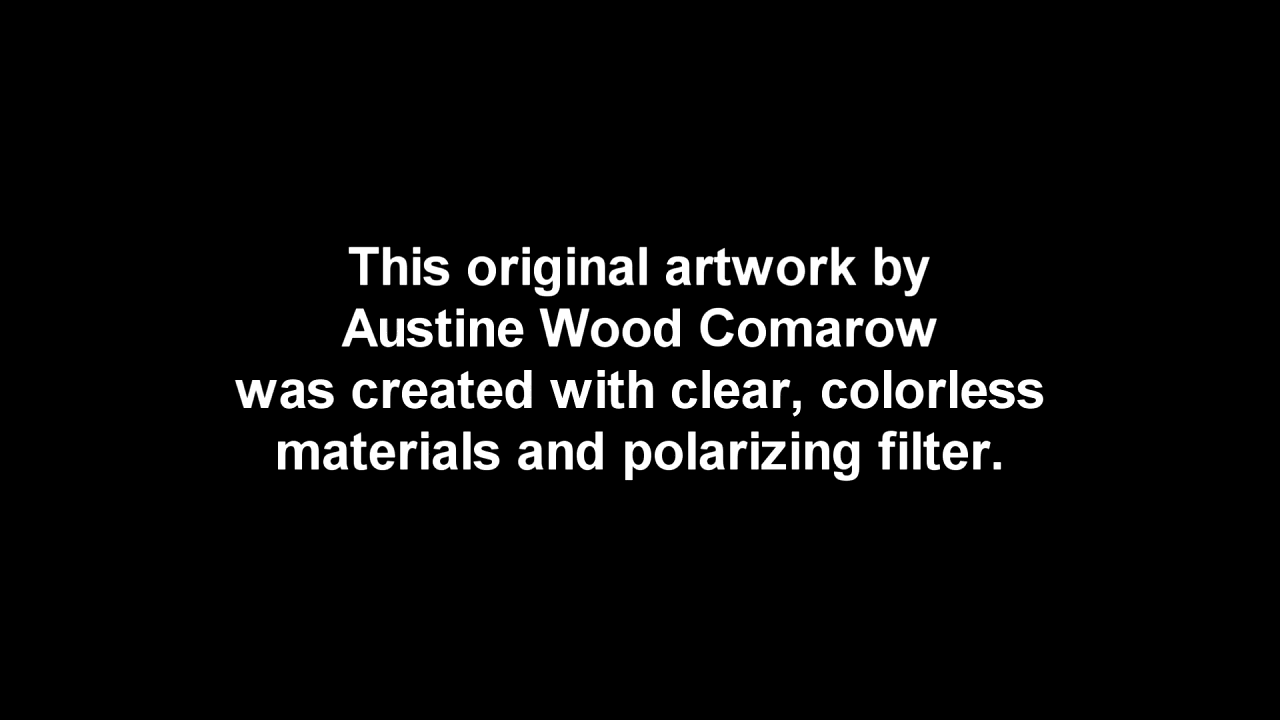 This original artwork by
Austine Wood Comarow
was created with clear, colorless
materials and polarizing filter.